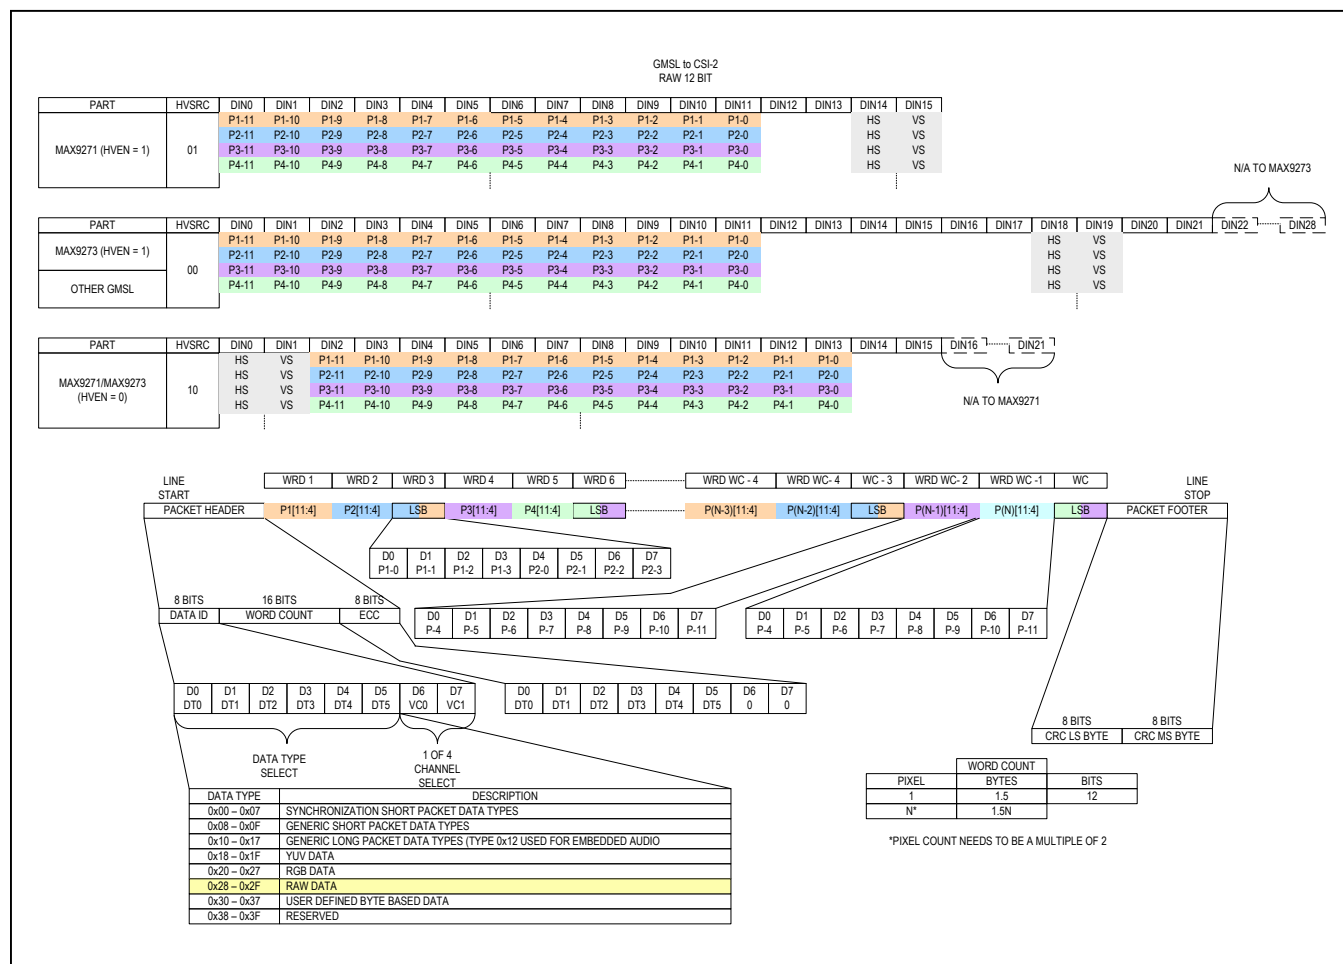 GMSL to CSI-2
RAW 12 BIT
PART HVSRC DIN0 DIN1 DIN2 DIN3 DIN4 DIN5 DIN6 DIN7 DIN8 DIN9 DIN10 DIN11 DIN12 DIN13 DIN14 DIN15
P1-11 P1-10 P1-9 P1-8 P1-7 P1-6 P1-5 P1-4 P1-3 P1-2 P1-1 P1-0 HS VS
P2-11 P2-10 P2-9 P2-8 P2-7 P2-6 P2-5 P2-4 P2-3 P2-2 P2-1 P2-0 HS VS
MAX9271 (HVEN = 1) 01
P3-11 P3-10 P3-9 P3-8 P3-7 P3-6 P3-5 P3-4 P3-3 P3-2 P3-1 P3-0 HS VS
P4-11 P4-10 P4-9 P4-8 P4-7 P4-6 P4-5 P4-4 P4-3 P4-2 P4-1 P4-0 HS VS
N/A TO MAX9273
PART HVSRC DIN0 DIN1 DIN2 DIN3 DIN4 DIN5 DIN6 DIN7 DIN8 DIN9 DIN10 DIN11 DIN12 DIN13 DIN14 DIN15 DIN16 DIN17 DIN18 DIN19 DIN20 DIN21 DIN22 DIN28
P1-11 P1-10 P1-9 P1-8 P1-7 P1-6 P1-5 P1-4 P1-3 P1-2 P1-1 P1-0 HS VS
MAX9273 (HVEN = 1)
P2-11 P2-10 P2-9 P2-8 P2-7 P2-6 P2-5 P2-4 P2-3 P2-2 P2-1 P2-0 HS VS
00
P3-11 P3-10 P3-9 P3-8 P3-7 P3-6 P3-5 P3-4 P3-3 P3-2 P3-1 P3-0 HS VS
OTHER GMSL
P4-11 P4-10 P4-9 P4-8 P4-7 P4-6 P4-5 P4-4 P4-3 P4-2 P4-1 P4-0 HS VS
PART HVSRC DIN0 DIN1 DIN2 DIN3 DIN4 DIN5 DIN6 DIN7 DIN8 DIN9 DIN10 DIN11 DIN12 DIN13 DIN14 DIN15 DIN16 DIN21
HS VS P1-11 P1-10 P1-9 P1-8 P1-7 P1-6 P1-5 P1-4 P1-3 P1-2 P1-1 P1-0
HS VS P2-11 P2-10 P2-9 P2-8 P2-7 P2-6 P2-5 P2-4 P2-3 P2-2 P2-1 P2-0
MAX9271/MAX9273
(HVEN = 0) 10
HS VS P3-11 P3-10 P3-9 P3-8 P3-7 P3-6 P3-5 P3-4 P3-3 P3-2 P3-1 P3-0
HS VS P4-11 P4-10 P4-9 P4-8 P4-7 P4-6 P4-5 P4-4 P4-3 P4-2 P4-1 P4-0
N/A TO MAX9271
LINE
START
WRD 1 WRD 2 WRD 3 WRD 4 WRD 5 WRD 6 WRD WC - 4 WRD WC- 4 WC - 3 WRD WC- 2 WRD WC -1 WC
LINE
STOP
PACKET HEADER P1[11:4] P2[11:4] LSB P3[11:4] P4[11:4] LSB P(N-3)[11:4] P(N-2)[11:4] LSB P(N-1)[11:4] P(N)[11:4] LSB PACKET FOOTER
D0 D1 D2 D3 D4 D5 D6 D7
P1-0 P1-1 P1-2 P1-3 P2-0 P2-1 P2-2 P2-3
8 BITS 16 BITS 8 BITS
DATA ID WORD COUNT ECC
D0 D1 D2 D3 D4 D5 D6 D7
P-4 P-5 P-6 P-7 P-8 P-9 P-10 P-11
D0 D1 D2 D3 D4 D5 D6 D7
P-4 P-5 P-6 P-7 P-8 P-9 P-10 P-11
D0 D1 D2 D3 D4 D5 D6 D7
DT0 DT1 DT2 DT3 DT4 DT5 VC0 VC1
D0 D1 D2 D3 D4 D5 D6 D7
DT0 DT1 DT2 DT3 DT4 DT5 0 0
8 BITS 8 BITS
CRC LS BYTE CRC MS BYTE
DATA TYPE
SELECT
1 OF 4
CHANNEL
SELECT
WORD COUNT
PIXEL BYTES BITS
1 1.5 12
N* 1.5N
*PIXEL COUNT NEEDS TO BE A MULTIPLE OF 2
DATA TYPE DESCRIPTION
0x00 – 0x07 SYNCHRONIZATION SHORT PACKET DATA TYPES
0x08 – 0x0F GENERIC SHORT PACKET DATA TYPES
0x10 – 0x17 GENERIC LONG PACKET DATA TYPES (TYPE 0x12 USED FOR EMBEDDED AUDIO
0x18 – 0x1F YUV DATA
0x20 – 0x27 RGB DATA
0x28 – 0x2F RAW DATA
0x30 – 0x37 USER DEFINED BYTE BASED DATA
0x38 – 0x3F RESERVED